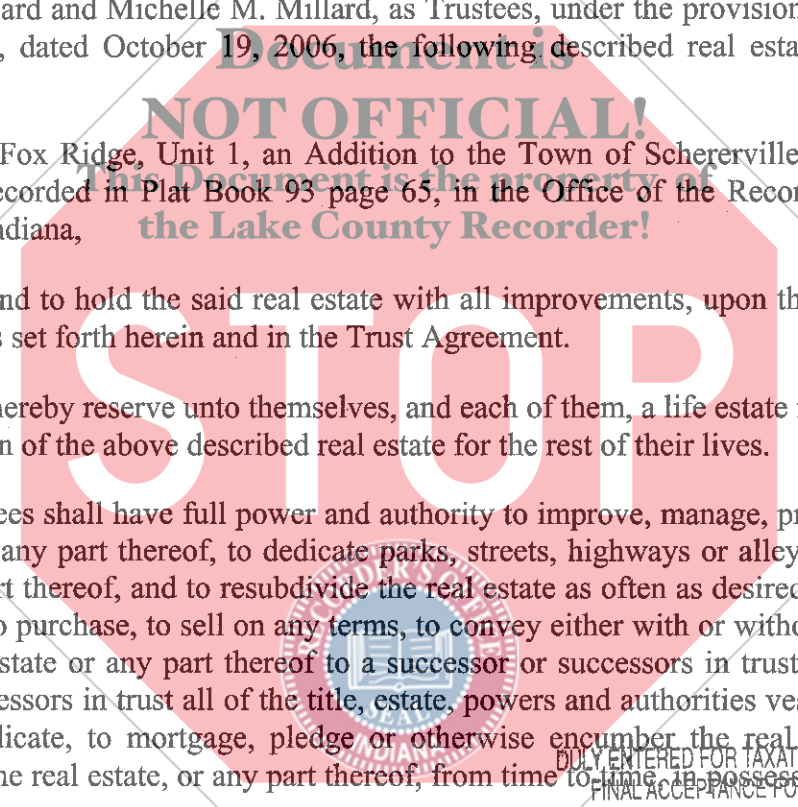 ard and Michelle M. Millard, as Trustees, under the provision
, dated October 19, 2006, the following described real esta
Document is
NOT OFFICIAL!
Fox Ridge, Unit 1, an Addition to the Town of Schererville
ecorded in Plat Book 93 page 65, in the Office of the Recor
This Document is the property of
ndiana,
the Lake County Recorder!
nd to hold the said real estate with all improvements, upon th
s set forth herein and in the Trust Agreement.
STOP
hereby reserve unto themselves, and each of them, a life estate
n of the above described real estate for the rest of their lives.
ees shall have full power and authority to improve, manage, pr
any part thereof, to dedicate parks, streets, highways or alley
rt thereof, and to resubdivide the real estate as often as desired
o purchase, to sell on any terms, to convey either with or witho
state or any part thereof to a successor or successors in trust
essors in trust all of the title, estate, powers and authorities ves
licate, to mortgage, pledge or otherwise encumber the real
ne real estate, or any part thereof, from time to time, in possess
RECORDER'S OFFICE
SEAL
INDIANA
DULY ENTERED FOR TAXAT
FINAL ACCEPTANCE FO